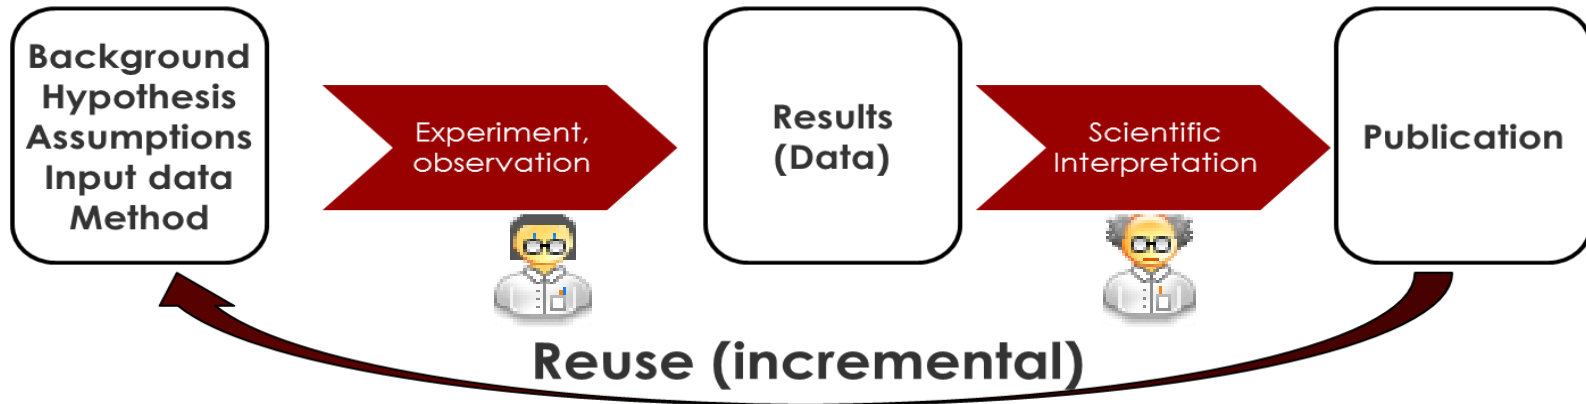 Background
Hypothesis
Assumptions
Input data
Method
Experiment,
observation
Results
(Data)
Scientific
Interpretation
Publication
Reuse (incremental)